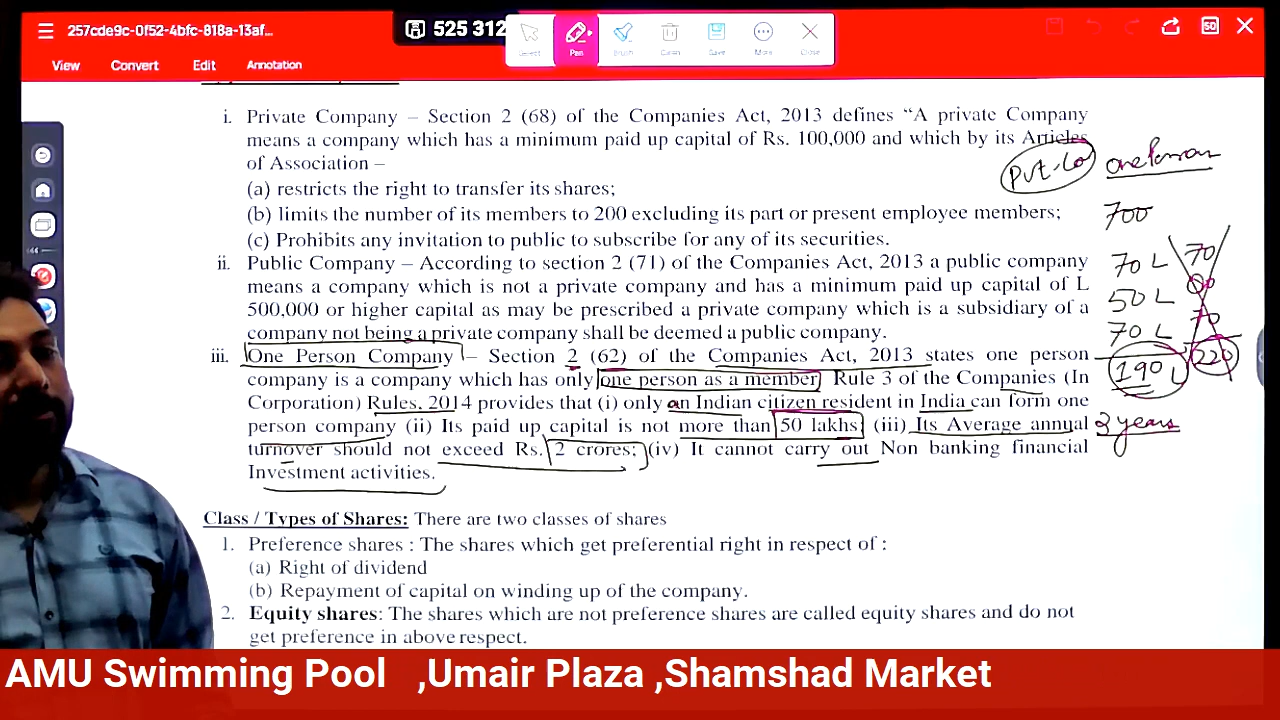 257cde9c-0f52-4bfc-818a-13af...
525 312
Select
Pen
Brush
Clean
Save
More
Close
50
View
Convert
Edit
Annotation
i. Private Company – Section 2 (68) of the Companies Act, 2013 defines “A private Company
means a company which has a minimum paid up capital of Rs. 100,000 and which by its Articles
of Association –
(a) restricts the right to transfer its shares;
(b) limits the number of its members to 200 excluding its part or present employee members;
(c) Prohibits any invitation to public to subscribe for any of its securities.
ii. Public Company – According to section 2 (71) of the Companies Act, 2013 a public company
means a company which is not a private company and has a minimum paid up capital of L
500,000 or higher capital as may be prescribed a private company which is a subsidiary of a
company not being a private company shall be deemed a public company.
iii. One Person Company – Section 2 (62) of the Companies Act, 2013 states one person
company is a company which has only one person as a member Rule 3 of the Companies (In
Corporation) Rules. 2014 provides that (i) only an Indian citizen resident in India can form one
person company (ii) Its paid up capital is not more than 50 lakhs (iii) Its Average annual
turnover should not exceed Rs. 2 crores; (iv) It cannot carry out Non banking financial
Investment activities.
Pvt. Co
one Person
700
70 L
70
50 L
70 L
70
190 L
220
3 years
Class / Types of Shares: There are two classes of shares
1. Preference shares : The shares which get preferential right in respect of :
(a) Right of dividend
(b) Repayment of capital on winding up of the company.
2. Equity shares: The shares which are not preference shares are called equity shares and do not
get preference in above respect.
AMU Swimming Pool ,Umair Plaza ,Shamshad Market